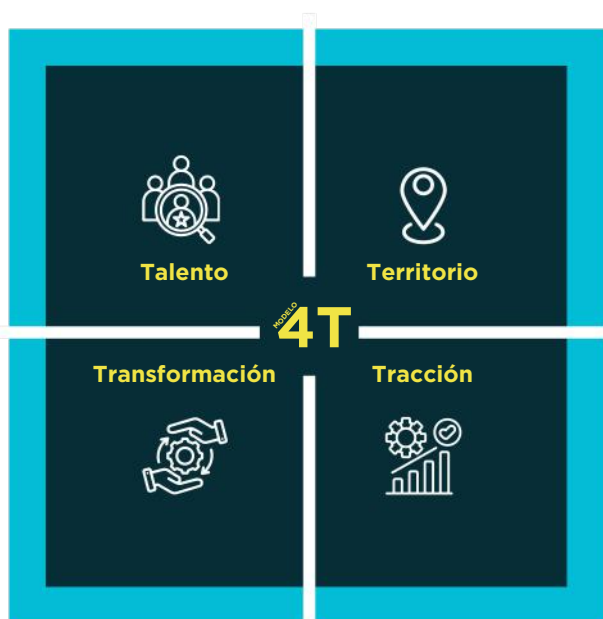 Talento
Territorio
MODELO
4T
Transformación
Tracción